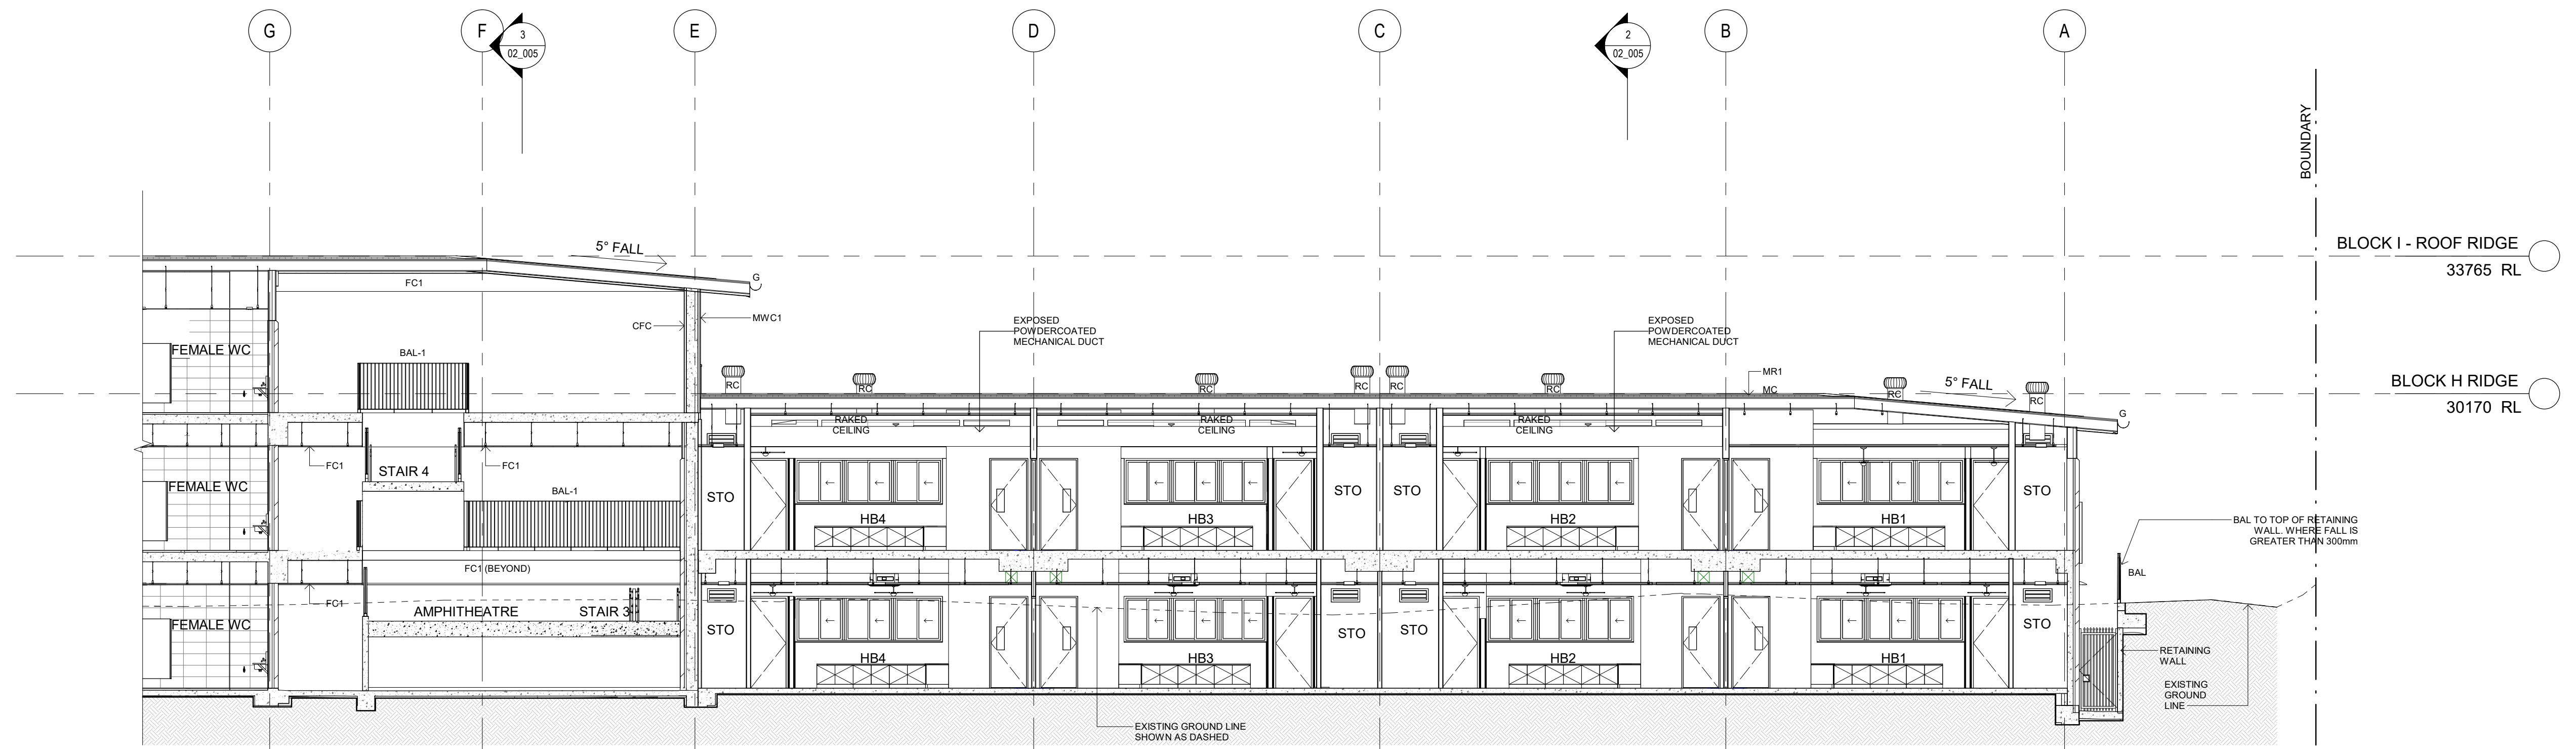 G
F
E
D
C
B
A
3
02_005
2
02_005
BOUNDARY
BLOCK I - ROOF RIDGE
33765 RL
5° FALL
G
FC1
CFC
MWC1
EXPOSED
POWDERCOATED
MECHANICAL DUCT
EXPOSED
POWDERCOATED
MECHANICAL DUCT
FEMALE WC
BAL-1
BLOCK H RIDGE
30170 RL
MR1
MC
5° FALL
G
RC
RC
RC
RC
RC
RC
RC
RC
RAKED
CEILING
RAKED
CEILING
RAKED
CEILING
FC1
FC1
STAIR 4
FEMALE WC
BAL-1
STO
STO
STO
STO
HB4
HB3
HB2
HB1
BAL TO TOP OF RETAINING
WALL. WHERE FALL IS
GREATER THAN 300mm
BAL
FC1 (BEYOND)
FC1
AMPHITHEATRE
STAIR 3
FEMALE WC
STO
STO
STO
STO
HB4
HB3
HB2
HB1
RETAINING
WALL
EXISTING
GROUND
LINE
EXISTING GROUND LINE
SHOWN AS DASHED